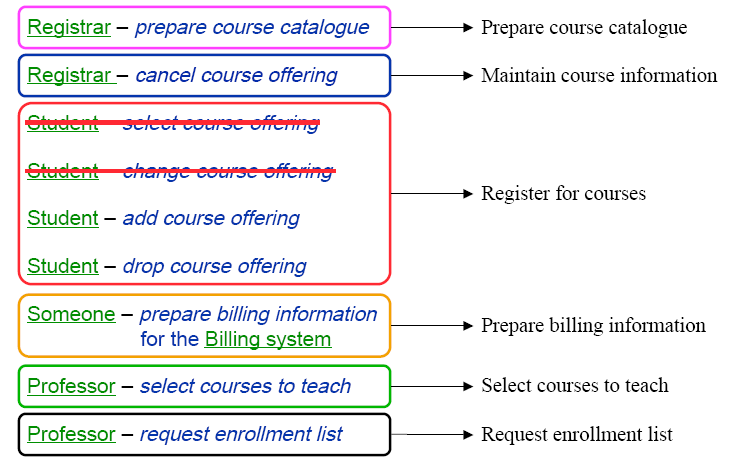 Registrar – prepare course catalogue
Prepare course catalogue
Registrar – cancel course offering
Maintain course information
Student – select course offering
Student – change course offering
Student – add course offering
Student – drop course offering
Register for courses
Someone – prepare billing information
for the Billing system
Prepare billing information
Professor – select courses to teach
Select courses to teach
Professor – request enrollment list
Request enrollment list